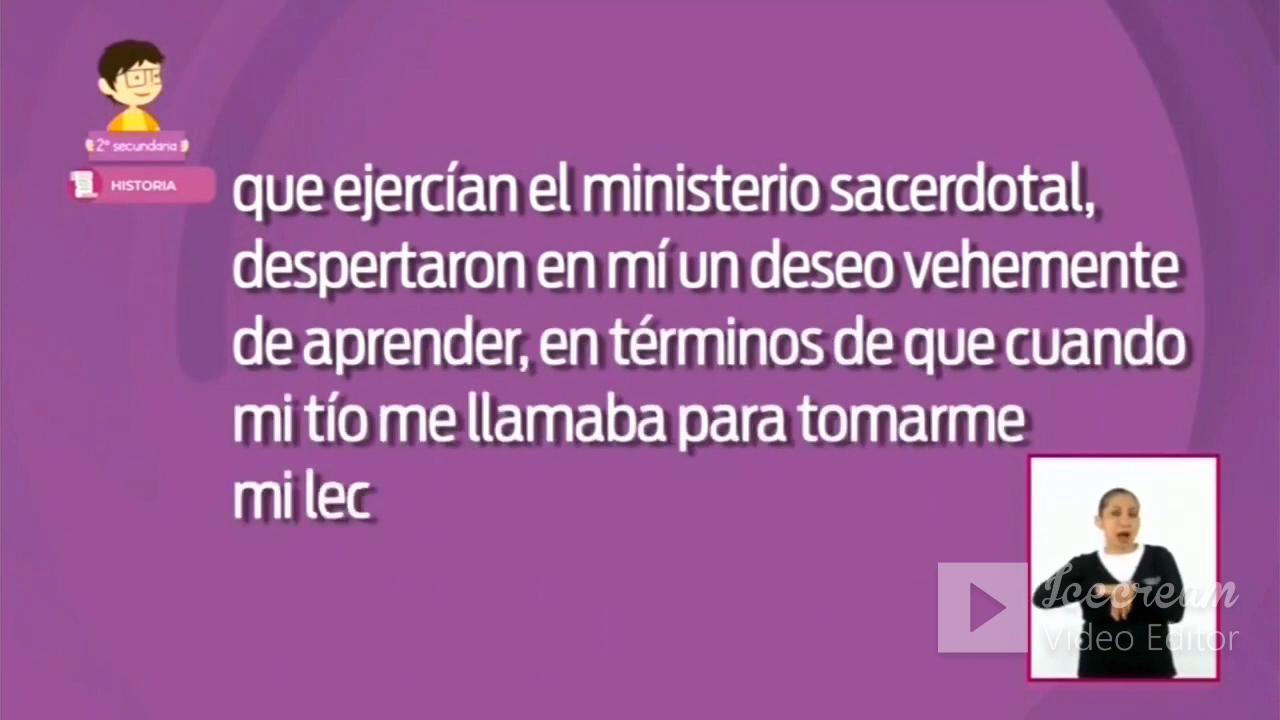 2º secundaria
HISTORIA
que ejercían el ministerio sacerdotal,
despertaron en mí un deseo vehemente
de aprender, en términos de que cuando
mi tío me llamaba para tomarme
mi lec
Icecream
Video Editor